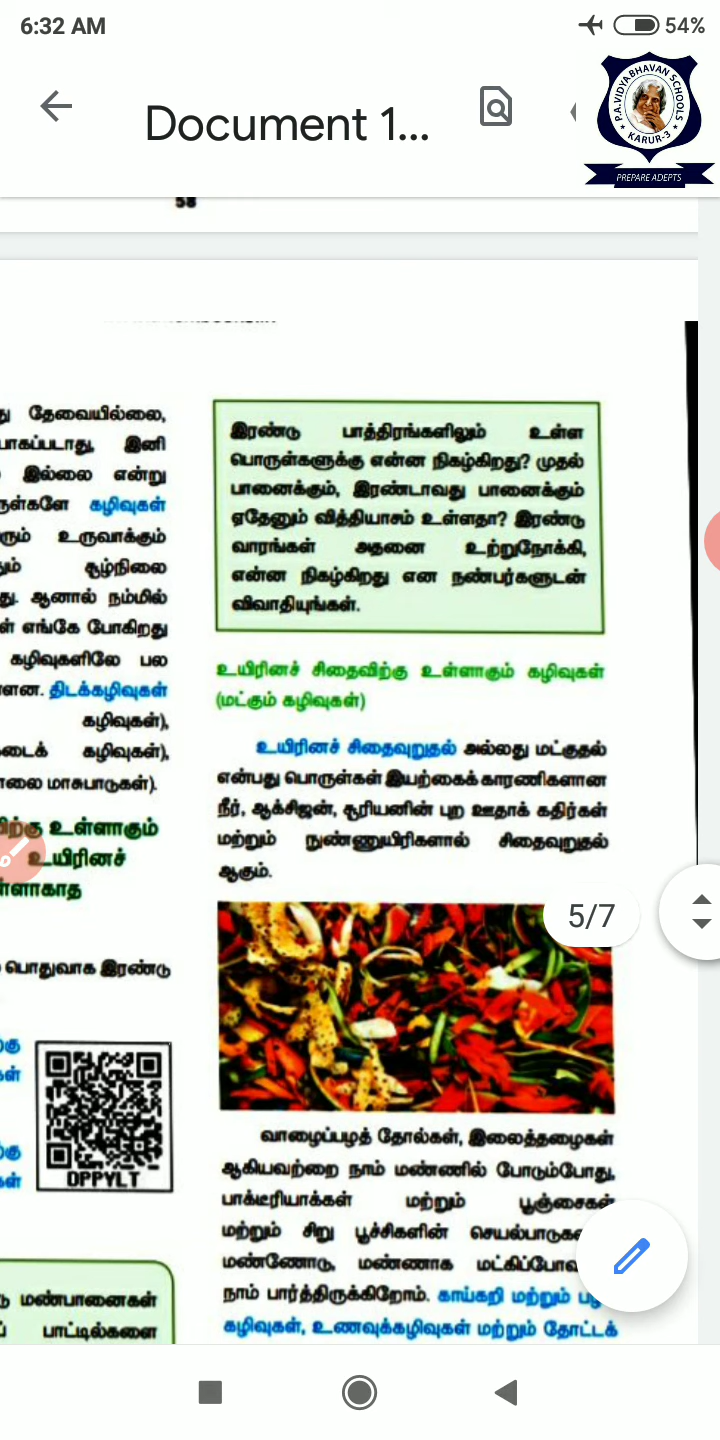 6:32 AM
54%
Document 1...
P.A.VIDYA BHAVAN SCHOOLS
KARUR-3
PREPARE ADEPTS
58
தேவையில்லை,
இனி
இல்லை என்று
கழிவுகள்
உருவாக்கும்
சூழ்நிலை
ஆனால் நம்மில்
எங்கே போகிறது
கழிவுகளிலே பல
திடக்கழிவுகள்
கழிவுகள்),
கழிவுகள்),
மாசுபாடுகள்).
உள்ளாகும்
உயிரினச்
பொதுவாக இரண்டு
DPPYLT
மண்பானைகள்
பாட்டில்களை
இரண்டு பாத்திரங்களிலும் உள்ள
பொருள்களுக்கு என்ன நிகழ்கிறது? முதல்
பானைக்கும், இரண்டாவது பானைக்கும்
ஏதேனும் வித்தியாசம் உள்ளதா? இரண்டு
வாரங்கள் அதனை உற்றுநோக்கி,
என்ன நிகழ்கிறது என நண்பர்களுடன்
விவாதியுங்கள்.
உயிரினச் சிதைவிற்கு உள்ளாகும் கழிவுகள்
(மட்கும் கழிவுகள்)
உயிரினச் சிதைவுறுதல் அல்லது மட்குதல்
என்பது பொருள்கள் இயற்கைக் காரணிகளான
நீர், ஆக்சிஜன், சூரியனின் புற ஊதாக் கதிர்கள்
மற்றும் நுண்ணுயிரிகளால் சிதைவுறுதல்
ஆகும்.
5/7
வாழைப்பழத் தோல்கள், இலைத்தழைகள்
ஆகியவற்றை நாம் மண்ணில் போடும்போது,
பாக்டீரியாக்கள் மற்றும் பூஞ்சைகள்
மற்றும் சிறு பூச்சிகளின்
மண்ணோடு, மண்ணாக
நாம் பார்த்திருக்கிறோம். காய்கறி மற்றும்
கழிவுகள், உணவுக்கழிவுகள் மற்றும் தோட்டக்